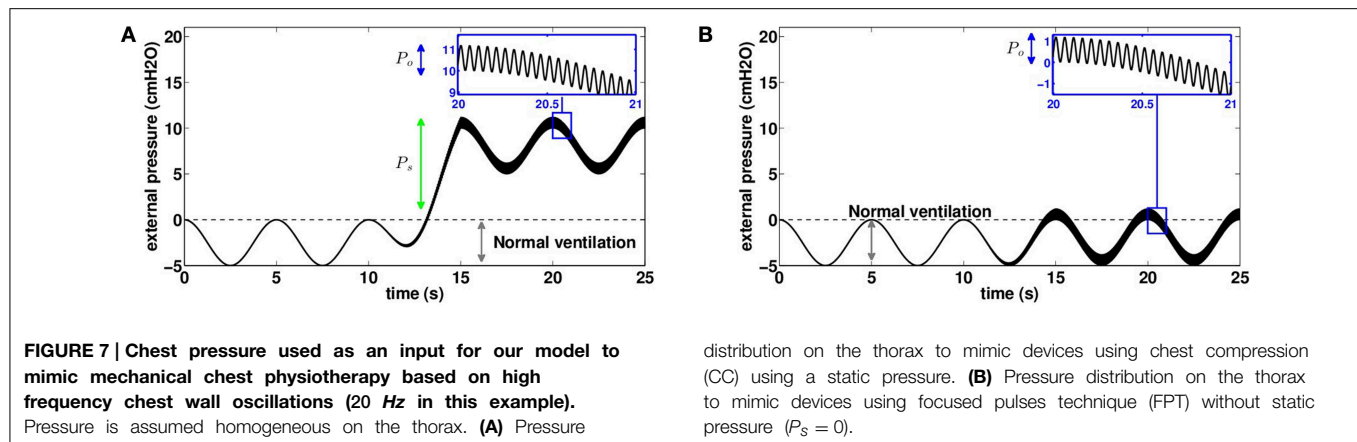 A
external pressure (cmH2O)
20
15
10
5
0
−5
0
5
10
15
20
25
time (s)
P_o
11
10
9
20
20.5
21
P_s
Normal ventilation
B
external pressure (cmH2O)
20
15
10
5
0
−5
0
5
10
15
20
25
time (s)
P_o
1
0
−1
20
20.5
21
Normal ventilation
FIGURE 7 | Chest pressure used as an input for our model to
mimic mechanical chest physiotherapy based on high
frequency chest wall oscillations (20 Hz in this example).
Pressure is assumed homogeneous on the thorax. (A) Pressure
distribution on the thorax to mimic devices using chest compression
(CC) using a static pressure. (B) Pressure distribution on the thorax
to mimic devices using focused pulses technique (FPT) without static
pressure (P_S = 0).